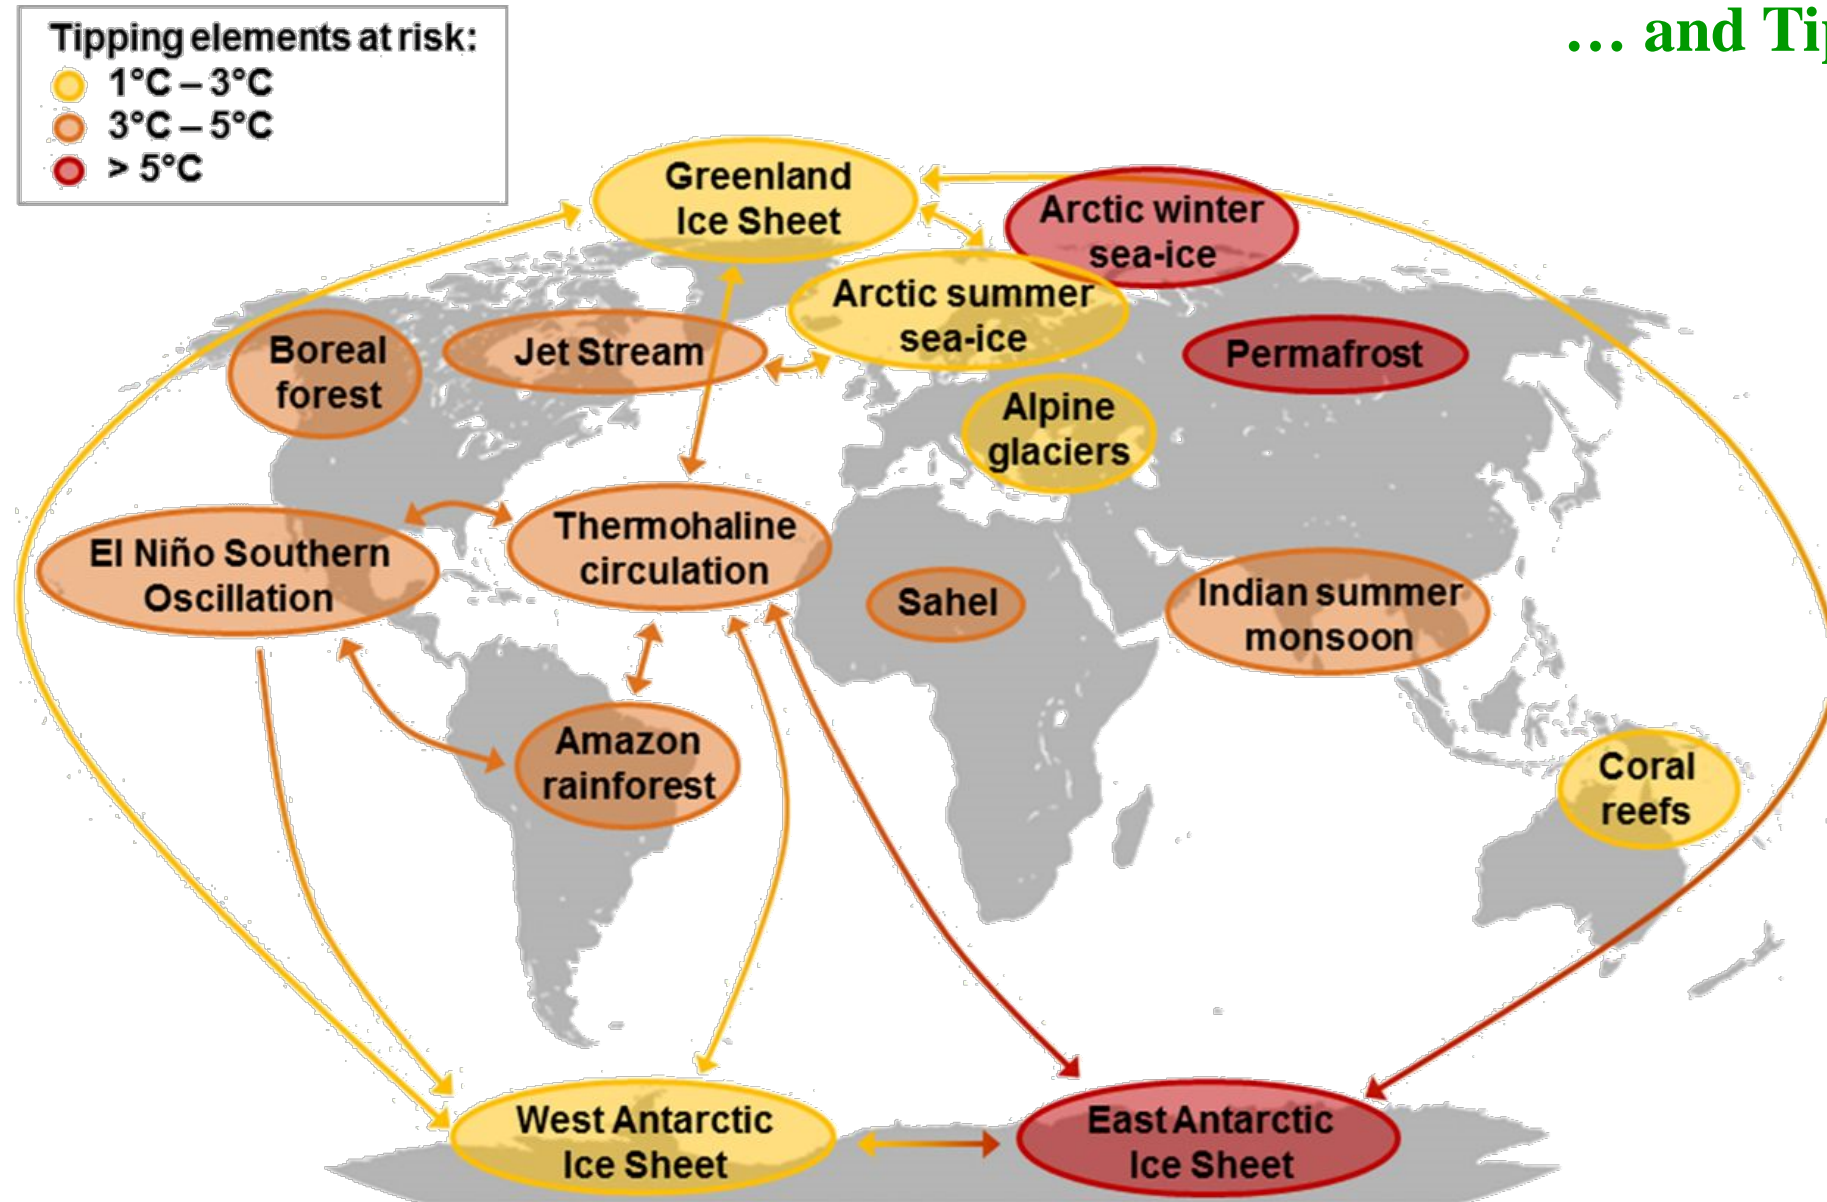 … and Tip
Tipping elements at risk:
1°C – 3°C
3°C – 5°C
> 5°C
Greenland
Ice Sheet
Arctic winter
sea-ice
Arctic summer
sea-ice
Boreal
forest
Jet Stream
Permafrost
Alpine
glaciers
El Niño Southern
Oscillation
Thermohaline
circulation
Sahel
Indian summer
monsoon
Amazon
rainforest
Coral
reefs
West Antarctic
Ice Sheet
East Antarctic
Ice Sheet